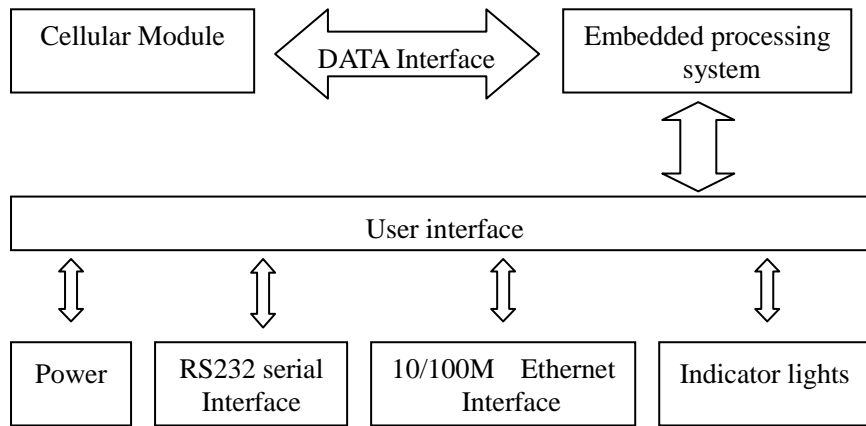 Cellular Module
DATA Interface
Embedded processing
system
User interface
Power
RS232 serial
Interface
10/100M Ethernet
Interface
Indicator lights